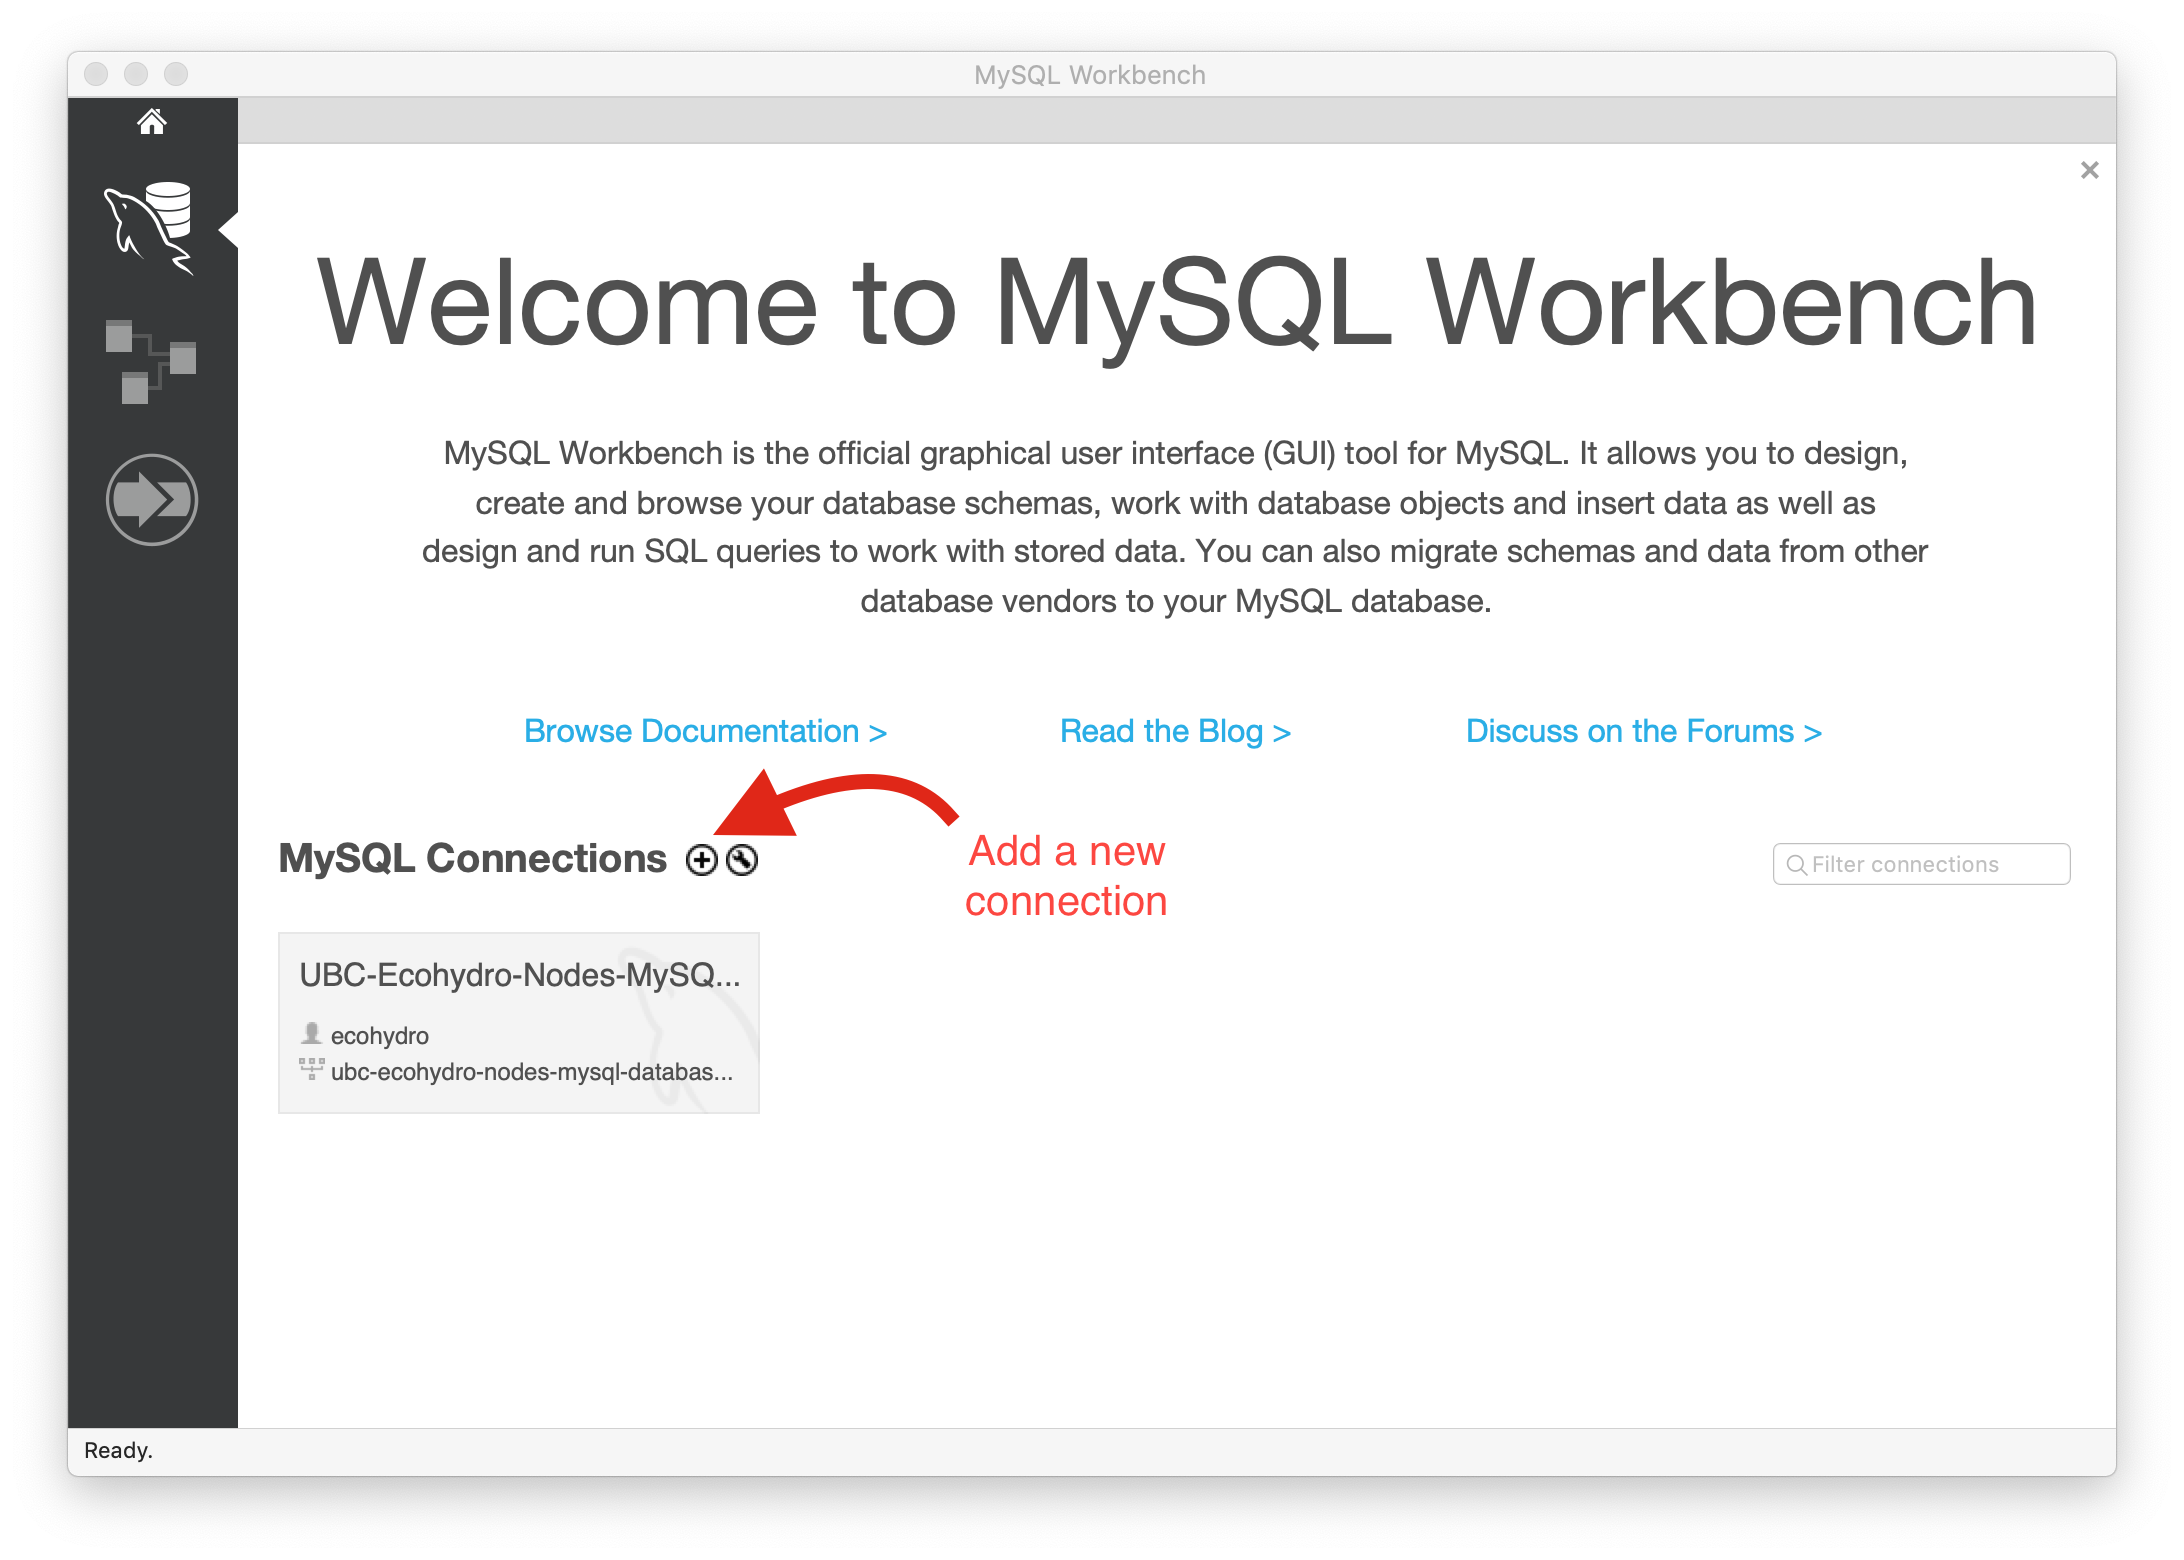 MySQL Workbench
Welcome to MySQL Workbench
MySQL Workbench is the official graphical user interface (GUI) tool for MySQL. It allows you to design,
create and browse your database schemas, work with database objects and insert data as well as
design and run SQL queries to work with stored data. You can also migrate schemas and data from other
database vendors to your MySQL database.
Browse Documentation >
Read the Blog >
Discuss on the Forums >
MySQL Connections
Add a new
connection
Filter connections
UBC-Ecohydro-Nodes-MySQ...
ecohydro
ubc-ecohydro-nodes-mysql-databas...
Ready.